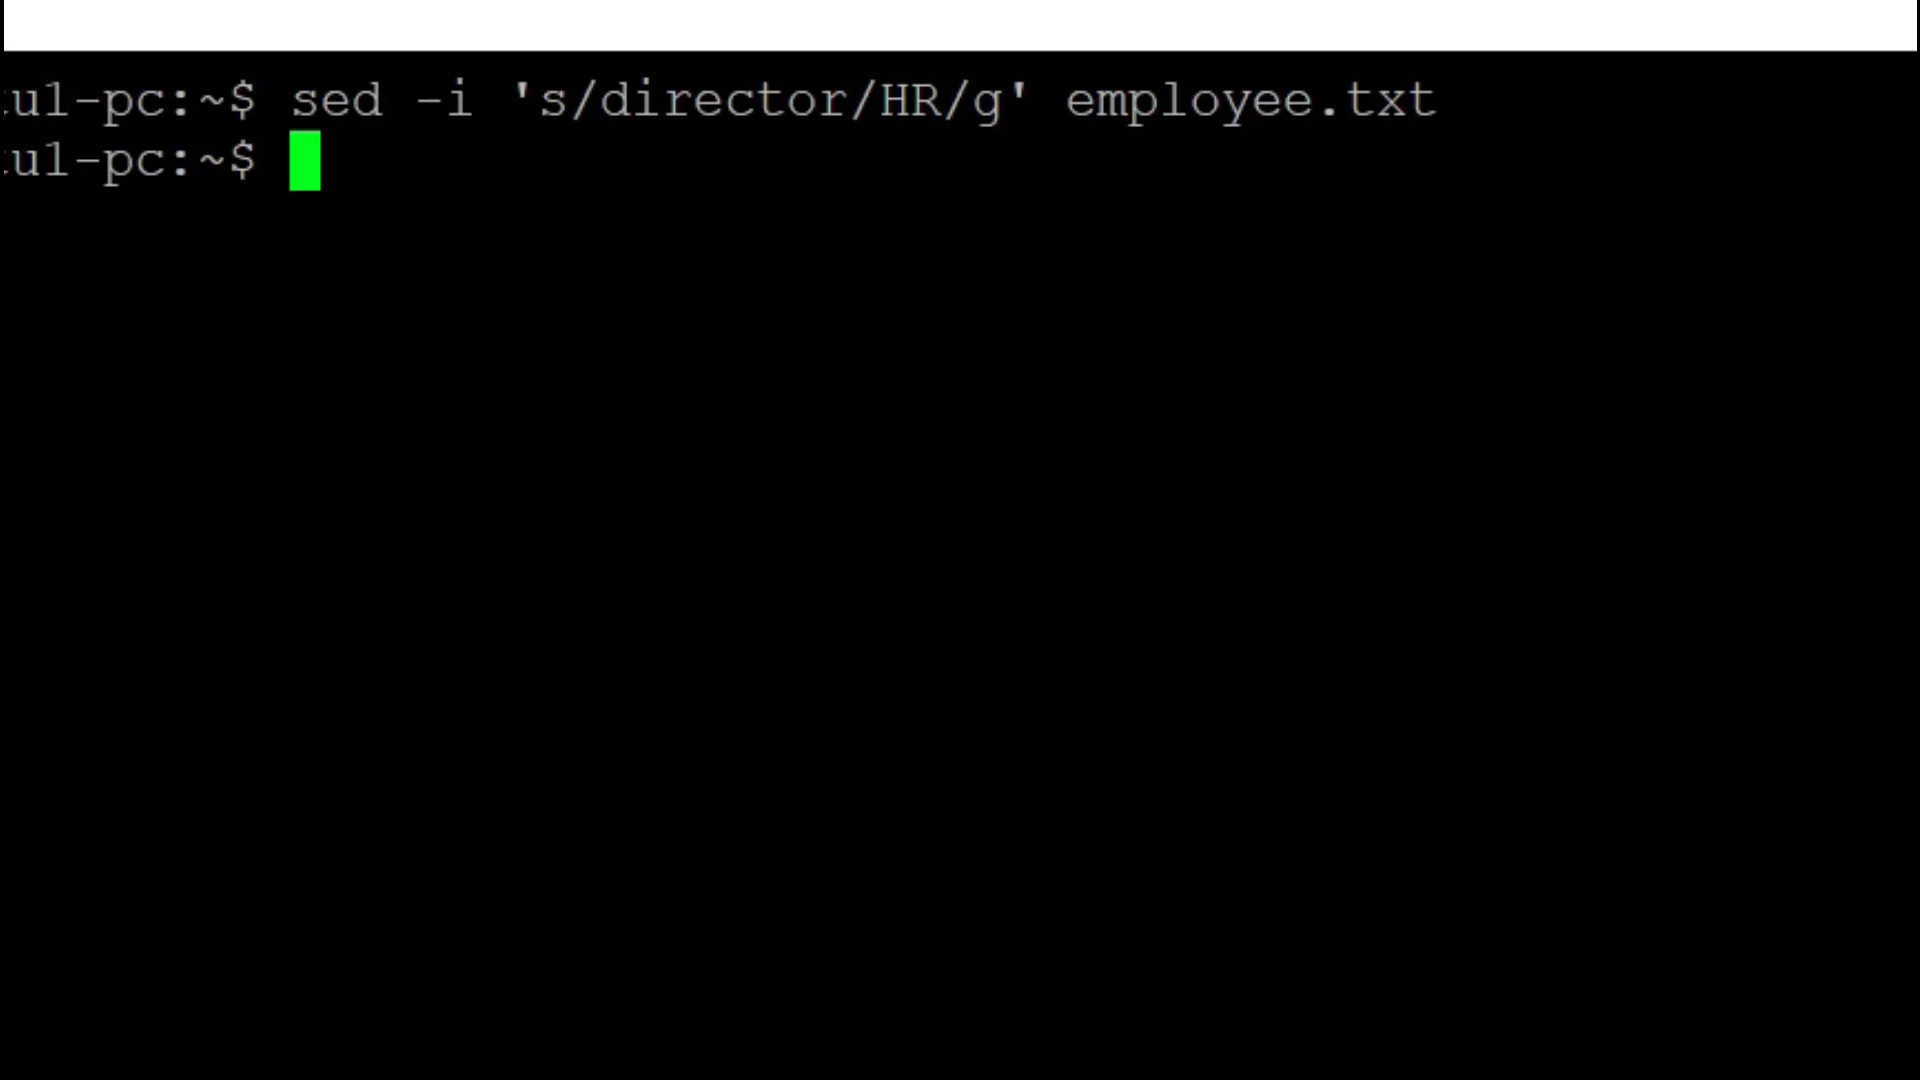 ul-pc:~$ sed -i 's/director/HR/g' employee.txt
ul-pc:~$